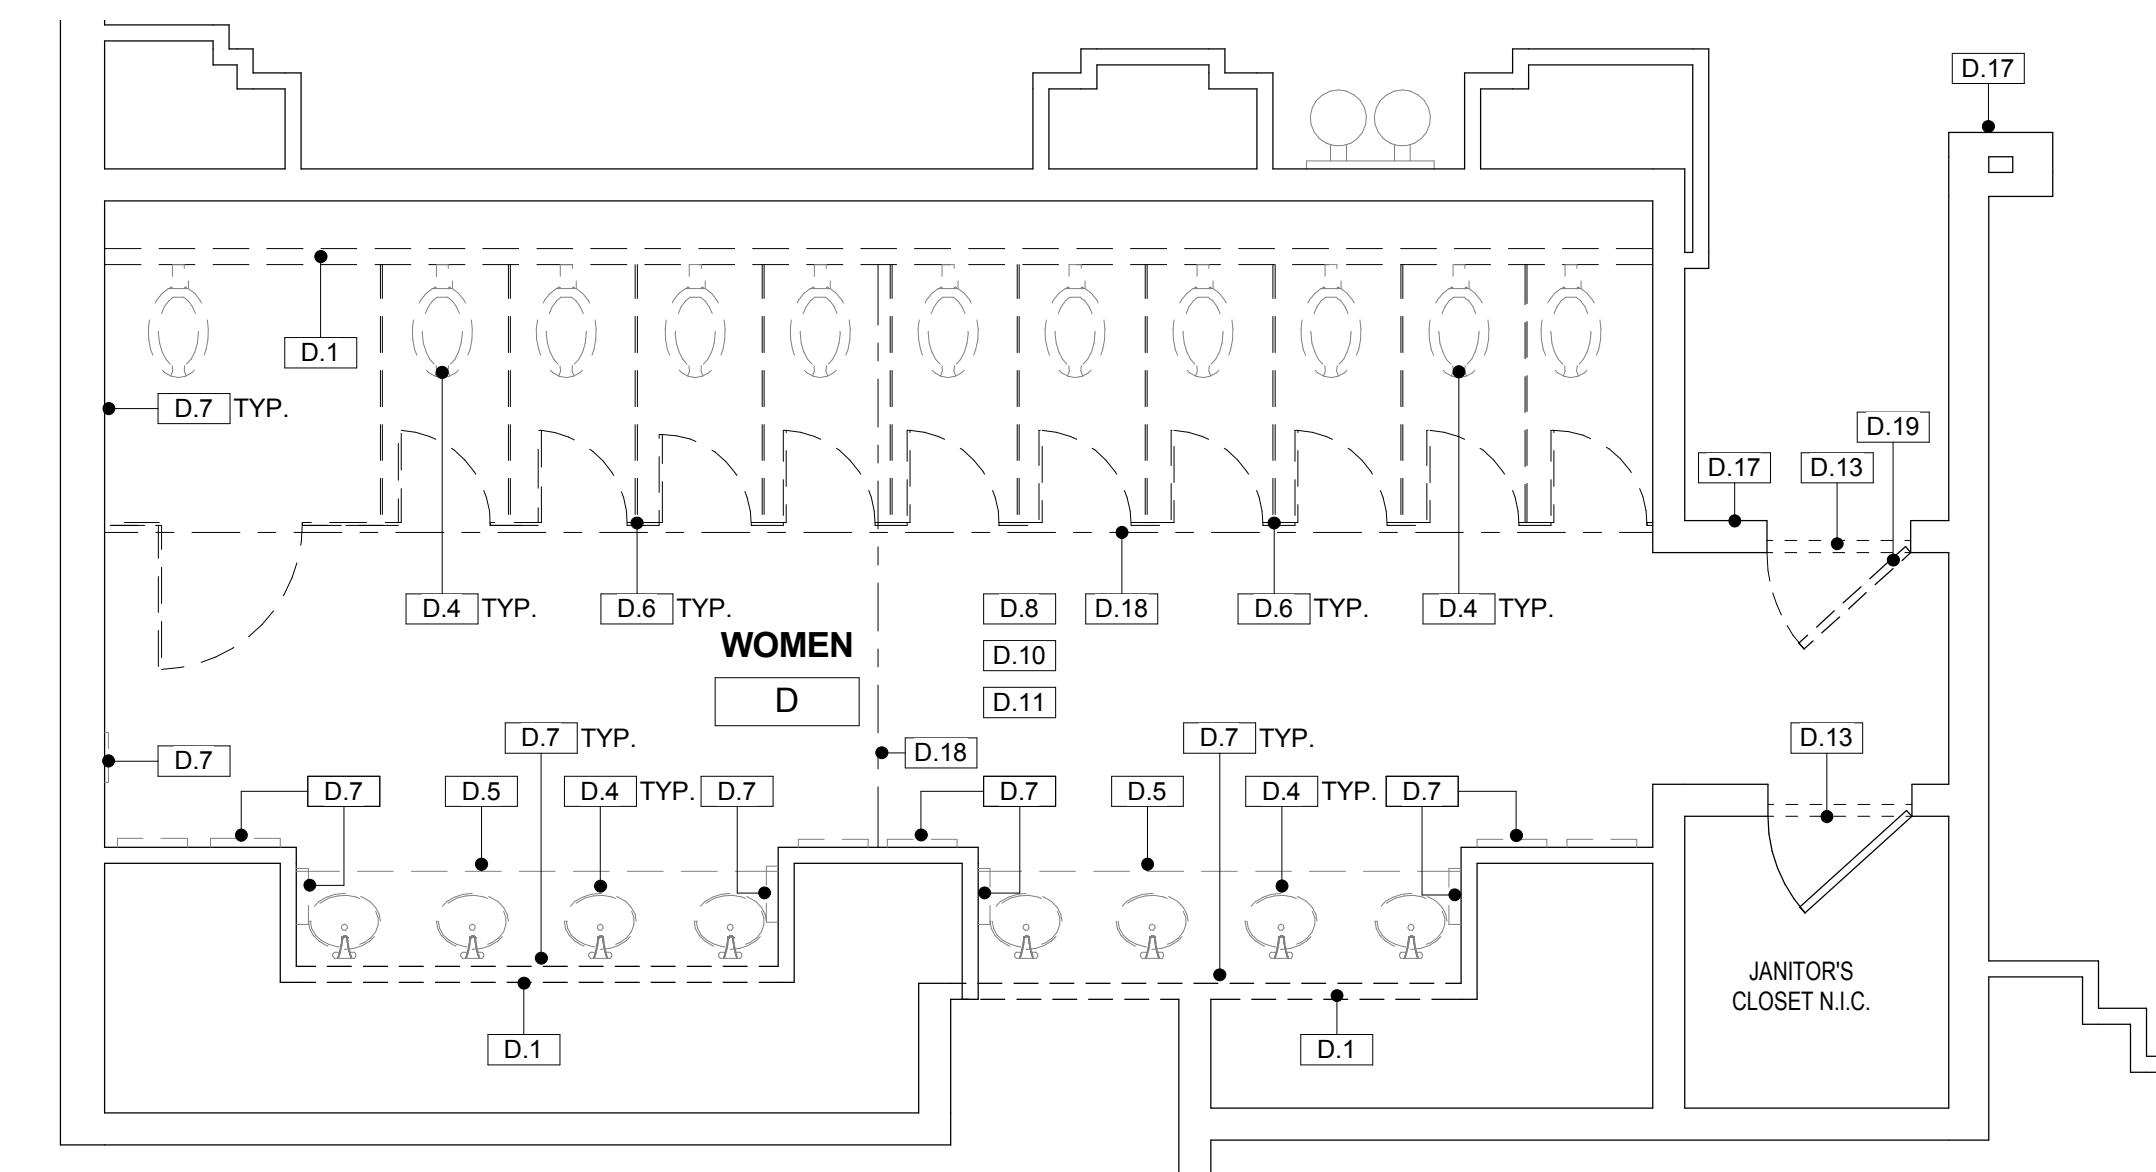 D.17
D.1
D.7 TYP.
D.19
D.17
D.13
D.4 TYP.
D.6 TYP.
D.8
D.18
D.6 TYP.
D.4 TYP.
WOMEN
D.10
D
D.11
D.7 TYP.
D.7 TYP.
D.13
D.7
D.18
D.7
D.5
D.4 TYP.
D.7
D.7
D.5
D.4 TYP.
D.7
JANITOR'S
CLOSET N.I.C.
D.1
D.1